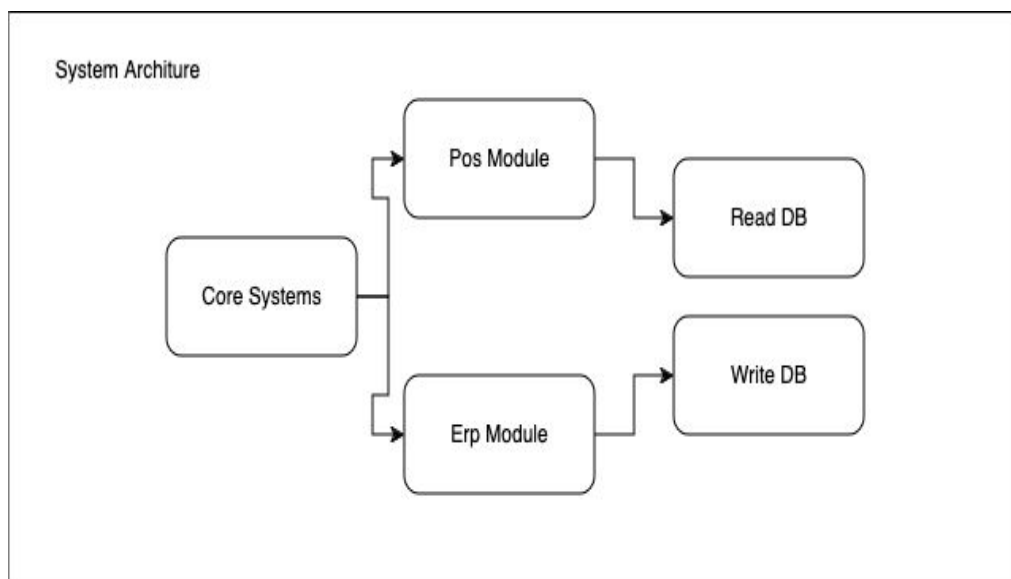 System Architure
Pos Module
Read DB
Core Systems
Write DB
Erp Module